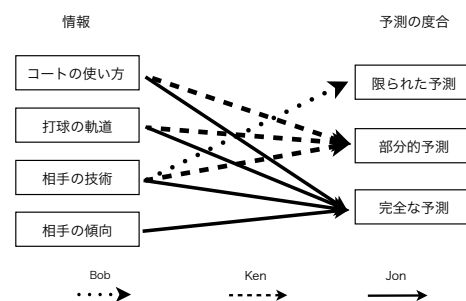 情報
予測の度合
コートの使い方
限られた予測
打球の軌道
部分的予測
相手の技術
完全な予測
相手の傾向
Bob
Ken
Jon